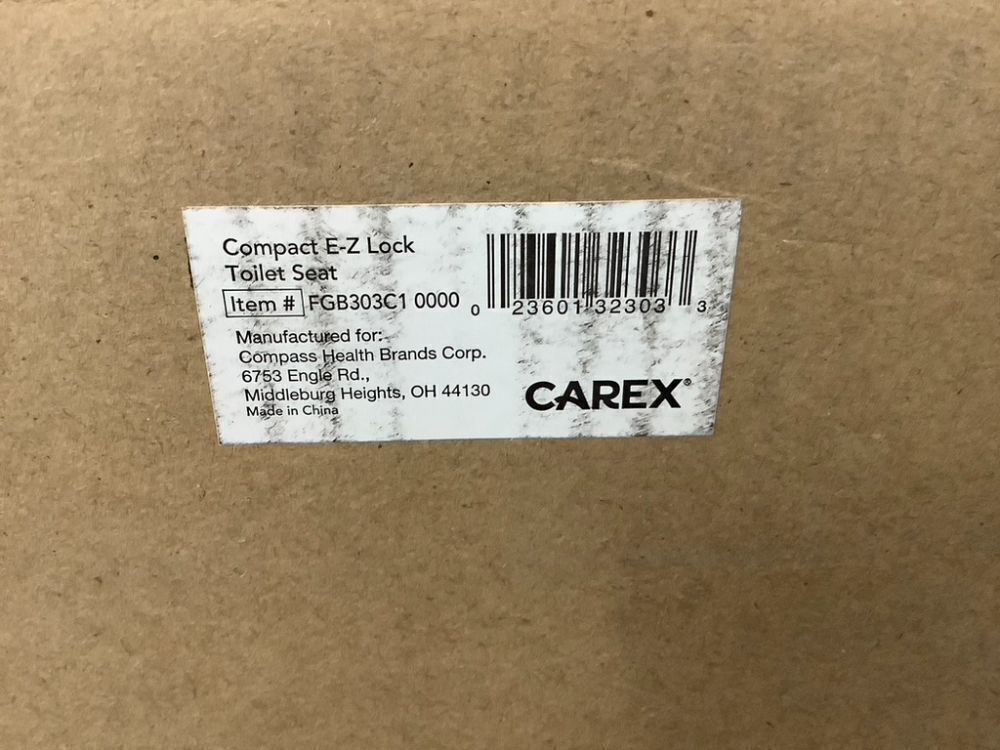 Compact E-Z Lock
Toilet Seat
Item # FGB303C1 0000
0 23601 32303 3
Manufactured for:
Compass Health Brands Corp.
6753 Engle Rd.,
Middleburg Heights, OH 44130
Made in China
CAREX®